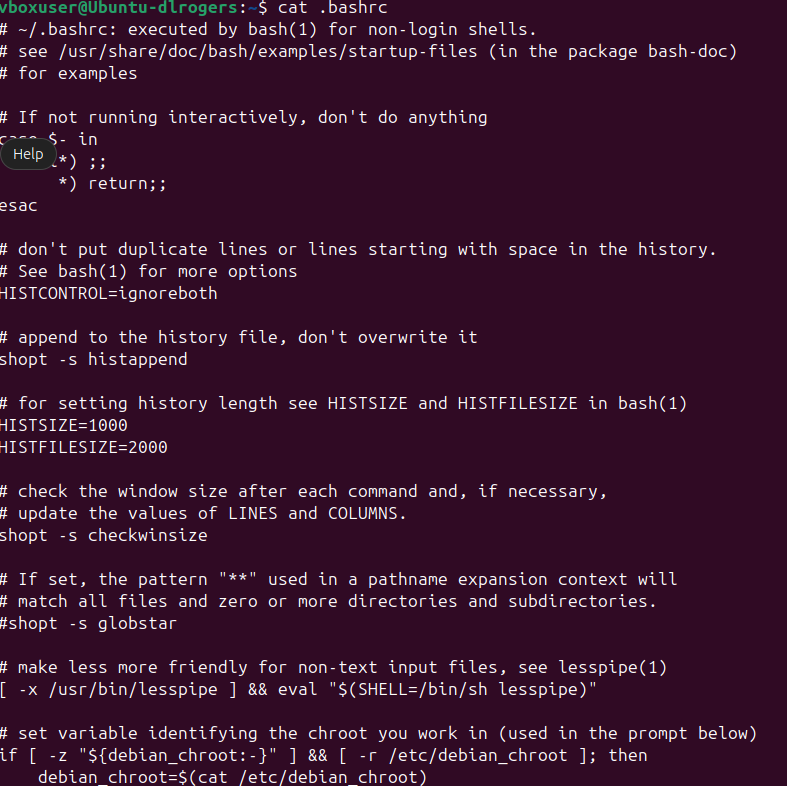 vboxuser@Ubuntu-dlrogers:~$ cat .bashrc
# ~/.bashrc: executed by bash(1) for non-login shells.
# see /usr/share/doc/bash/examples/startup-files (in the package bash-doc)
# for examples

# If not running interactively, don't do anything
case $- in
Help *) ;;
      *) return;;
esac

# don't put duplicate lines or lines starting with space in the history.
# See bash(1) for more options
HISTCONTROL=ignoreboth

# append to the history file, don't overwrite it
shopt -s histappend

# for setting history length see HISTSIZE and HISTFILESIZE in bash(1)
HISTSIZE=1000
HISTFILESIZE=2000

# check the window size after each command and, if necessary,
# update the values of LINES and COLUMNS.
shopt -s checkwinsize

# If set, the pattern "**" used in a pathname expansion context will
# match all files and zero or more directories and subdirectories.
#shopt -s globstar

# make less more friendly for non-text input files, see lesspipe(1)
[ -x /usr/bin/lesspipe ] && eval "$(SHELL=/bin/sh lesspipe)"

# set variable identifying the chroot you work in (used in the prompt below)
if [ -z "${debian_chroot:-}" ] && [ -r /etc/debian_chroot ]; then
    debian_chroot=$(cat /etc/debian_chroot)